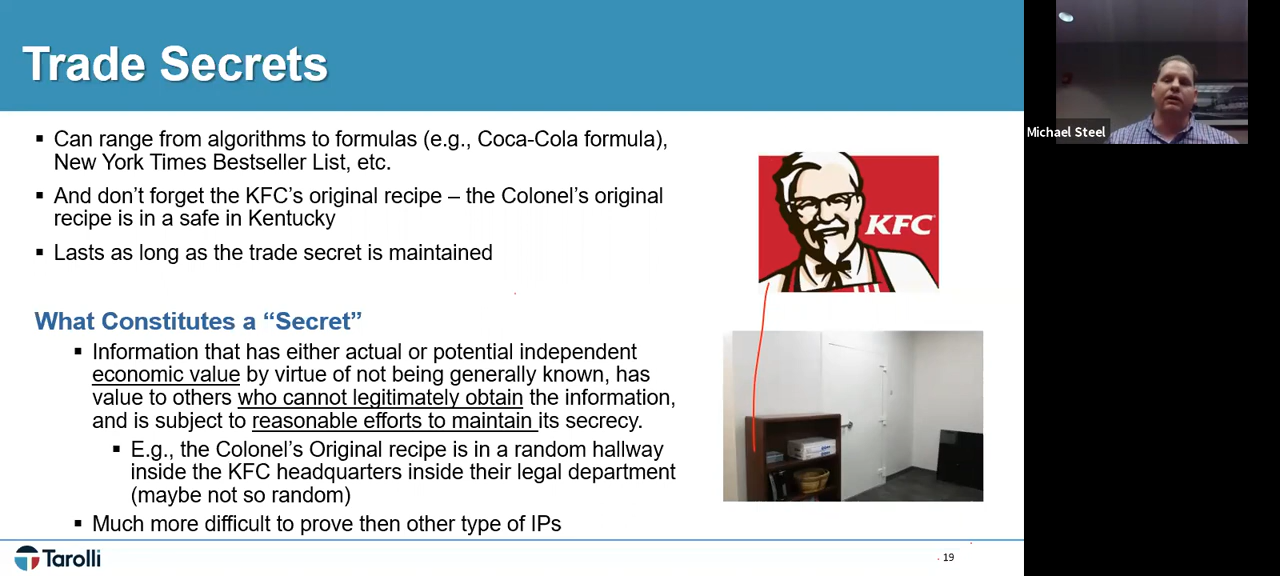 Trade Secrets
▪ Can range from algorithms to formulas (e.g., Coca-Cola formula),
New York Times Bestseller List, etc.
▪ And don’t forget the KFC’s original recipe – the Colonel’s original
recipe is in a safe in Kentucky
▪ Lasts as long as the trade secret is maintained
What Constitutes a “Secret”
▪ Information that has either actual or potential independent
economic value by virtue of not being generally known, has
value to others who cannot legitimately obtain the information,
and is subject to reasonable efforts to maintain its secrecy.
▪ E.g., the Colonel’s Original recipe is in a random hallway
inside the KFC headquarters inside their legal department
(maybe not so random)
▪ Much more difficult to prove then other type of IPs
KFC
Tarolli
19
Michael Steel